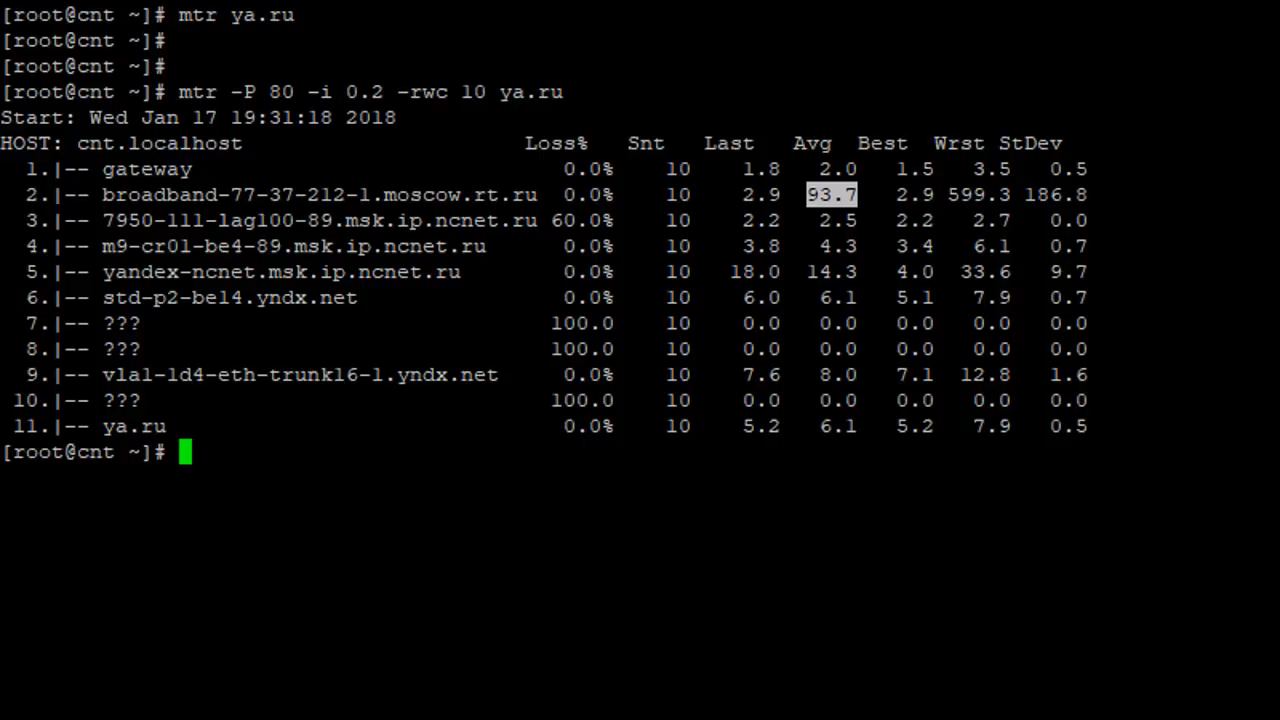 [root@cnt ~]# mtr ya.ru
[root@cnt ~]#
[root@cnt ~]#
[root@cnt ~]# mtr -P 80 -i 0.2 -rwc 10 ya.ru
Start: Wed Jan 17 19:31:18 2018
HOST: cnt.localhost                      Loss%   Snt   Last   Avg  Best  Wrst StDev
  1.|-- gateway                             0.0%    10    1.8   2.0   1.5   3.5   0.5
  2.|-- broadband-77-37-212-1.moscow.rt.ru  0.0%    10    2.9  93.7   2.9 599.3 186.8
  3.|-- 7950-111-lag100-89.msk.ip.ncnet.ru 60.0%    10    2.2   2.5   2.2   2.7   0.0
  4.|-- m9-cr01-be4-89.msk.ip.ncnet.ru      0.0%    10    3.8   4.3   3.4   6.1   0.7
  5.|-- yandex-ncnet.msk.ip.ncnet.ru        0.0%    10   18.0  14.3   4.0  33.6   9.7
  6.|-- std-p2-be14.yndx.net                0.0%    10    6.0   6.1   5.1   7.9   0.7
  7.|-- ???                                100.0    10    0.0   0.0   0.0   0.0   0.0
  8.|-- ???                                100.0    10    0.0   0.0   0.0   0.0   0.0
  9.|-- vla1-1d4-eth-trunk16-1.yndx.net     0.0%    10    7.6   8.0   7.1  12.8   1.6
 10.|-- ???                                100.0    10    0.0   0.0   0.0   0.0   0.0
 11.|-- ya.ru                               0.0%    10    5.2   6.1   5.2   7.9   0.5
[root@cnt ~]#